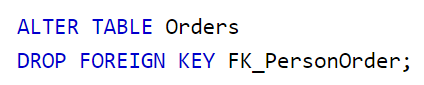 ALTER TABLE Orders
DROP FOREIGN KEY FK_PersonOrder;